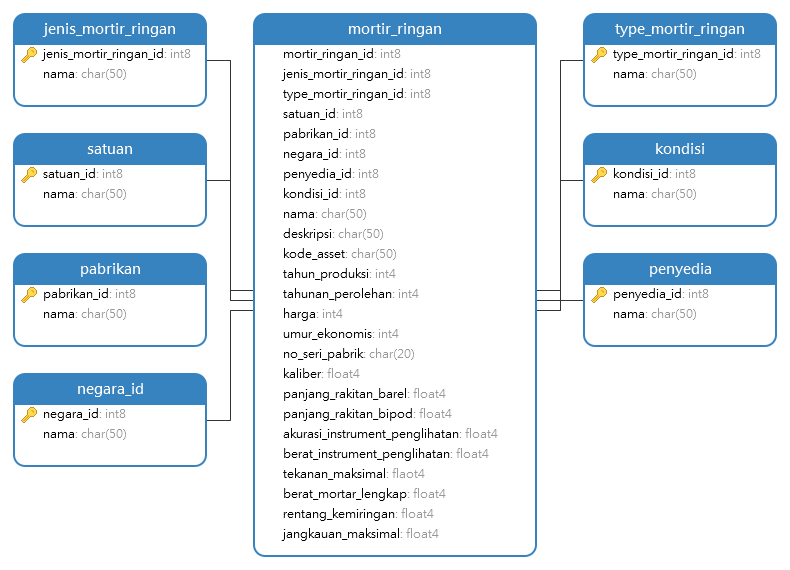 jenis_mortir_ringan
jenis_mortir_ringan_id: int8
nama: char(50)
satuan
satuan_id: int8
nama: char(50)
pabrikan
pabrikan_id: int8
nama: char(50)
negara_id
negara_id: int8
nama: char(50)
mortir_ringan
mortir_ringan_id: int8
jenis_mortir_ringan_id: int8
type_mortir_ringan_id: int8
satuan_id: int8
pabrikan_id: int8
negara_id: int8
penyedia_id: int8
kondisi_id: int8
nama: char(50)
deskripsi: char(50)
kode_asset: char(50)
tahun_produksi: int4
tahunan_perolehan: int4
harga: int4
umur_ekonomis: int4
no_seri_pabrik: char(20)
kaliber: float4
panjang_rakitan_barel: float4
panjang_rakitan_bipod: float4
akurasi_instrument_penglihatan: float4
berat_instrument_penglihatan: float4
tekanan_maksimal: flaot4
berat_mortar_lengkap: float4
rentang_kemiringan: float4
jangkauan_maksimal: float4
type_mortir_ringan
type_mortir_ringan_id: int8
nama: char(50)
kondisi
kondisi_id: int8
nama: char(50)
penyedia
penyedia_id: int8
nama: char(50)